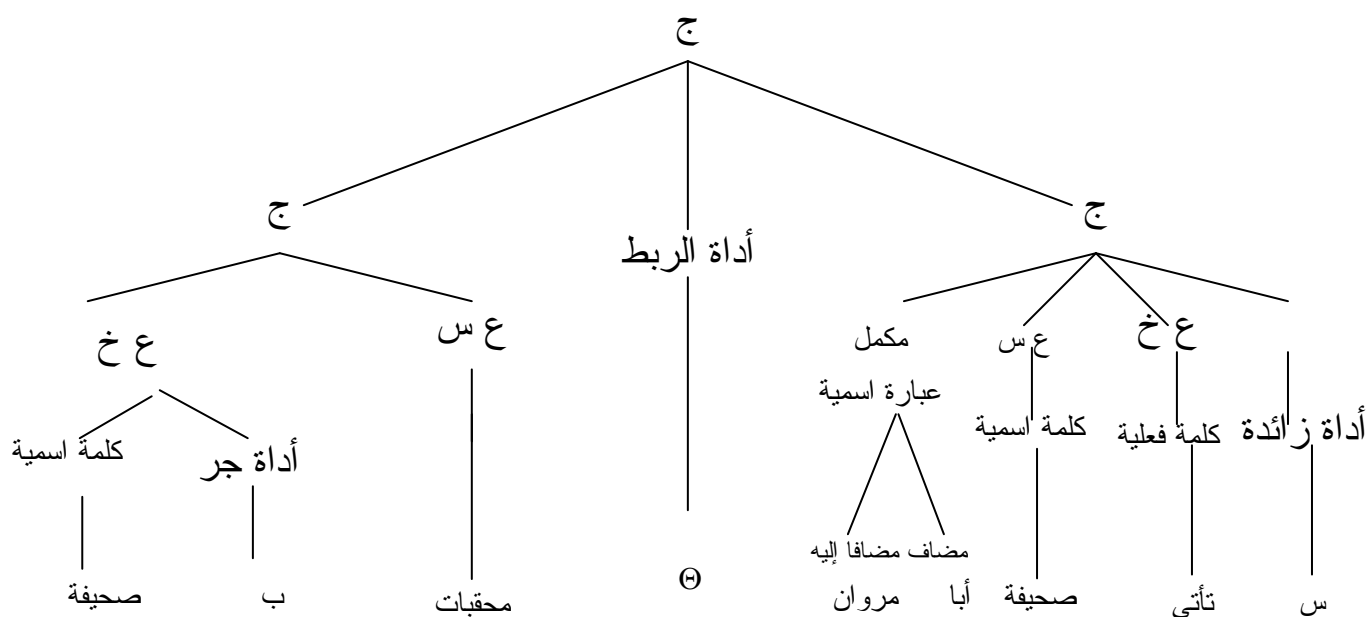 ج
ج ج
أداة الربط
ع خ ع س مكمل ع س ع خ
عبارة اسمية
أداة زائدة كلمة فعلية كلمة اسمية
أداة جر كلمة اسمية
مضاف مضافا إليه
س تأتى صحيفة أبا مروان Θ محقبات ب صحيفة